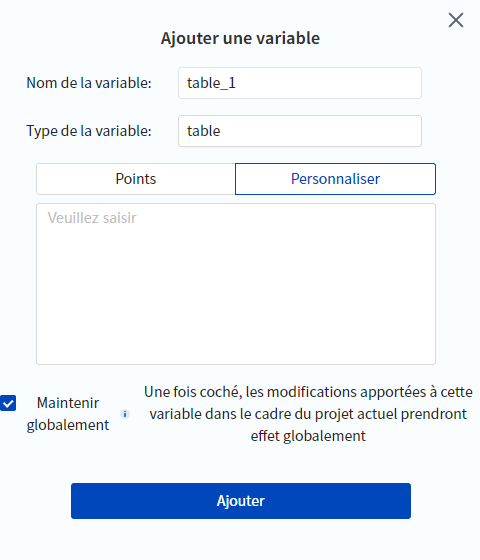 Ajouter une variable
Nom de la variable: table_1
Type de la variable: table
Points Personnaliser
Veuillez saisir
Maintenir globalement
Une fois coché, les modifications apportées à cette
variable dans le cadre du projet actuel prendront
effet globalement
Ajouter